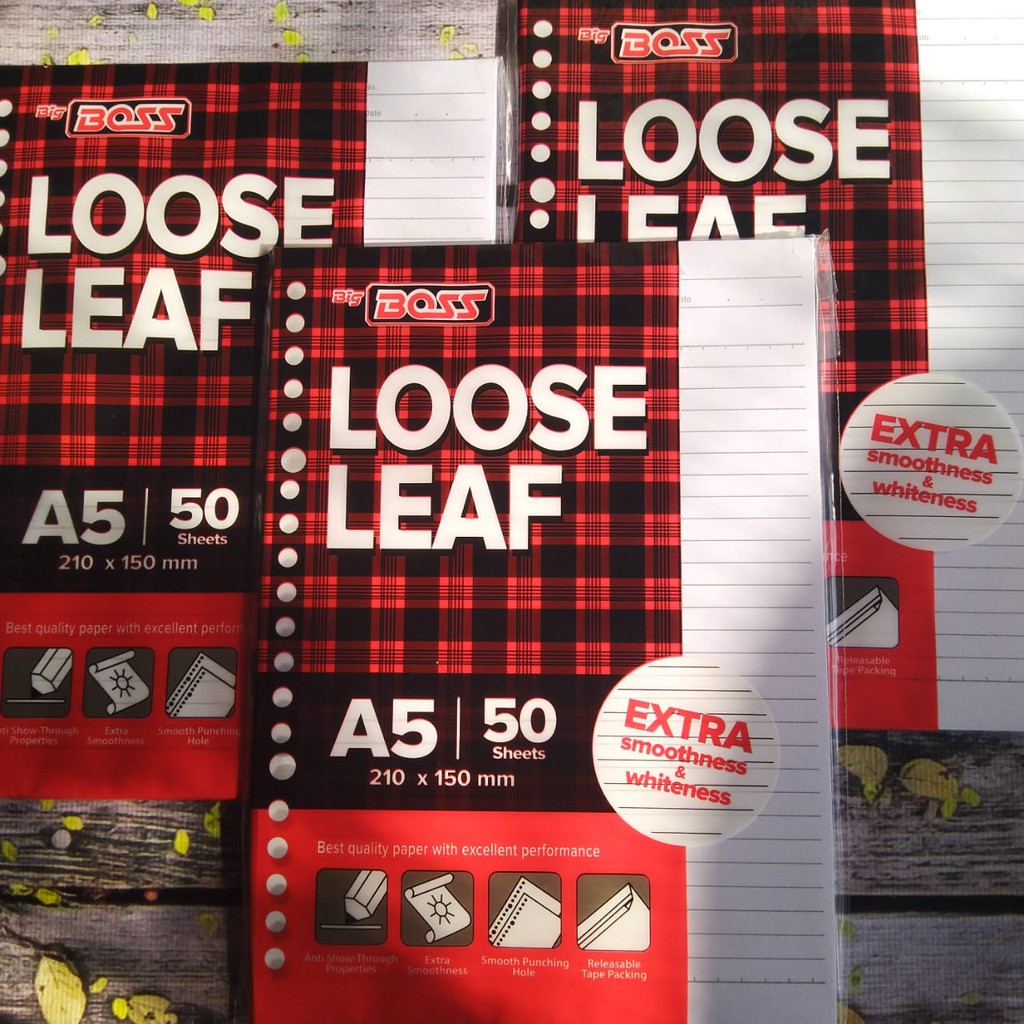 Big BOSS
LOOSE
LEAF
A5 | 50
Sheets
210 x 150 mm
Best quality paper with excellent perform
Show-Through
Properties
Extra
Smoothness
Smooth Punching
Hole
No.
Big BOSS
LOOSE
LEAF
EXTRA
smoothness
&
whiteness
Releasable
Tape Packing
Big BOSS
LOOSE
LEAF
A5 | 50
Sheets
210 x 150 mm
EXTRA
smoothness
&
whiteness
Best quality paper with excellent performance
Anti Show-Through
Properties
Extra
Smoothness
Smooth Punching
Hole
Releasable
Tape Packing